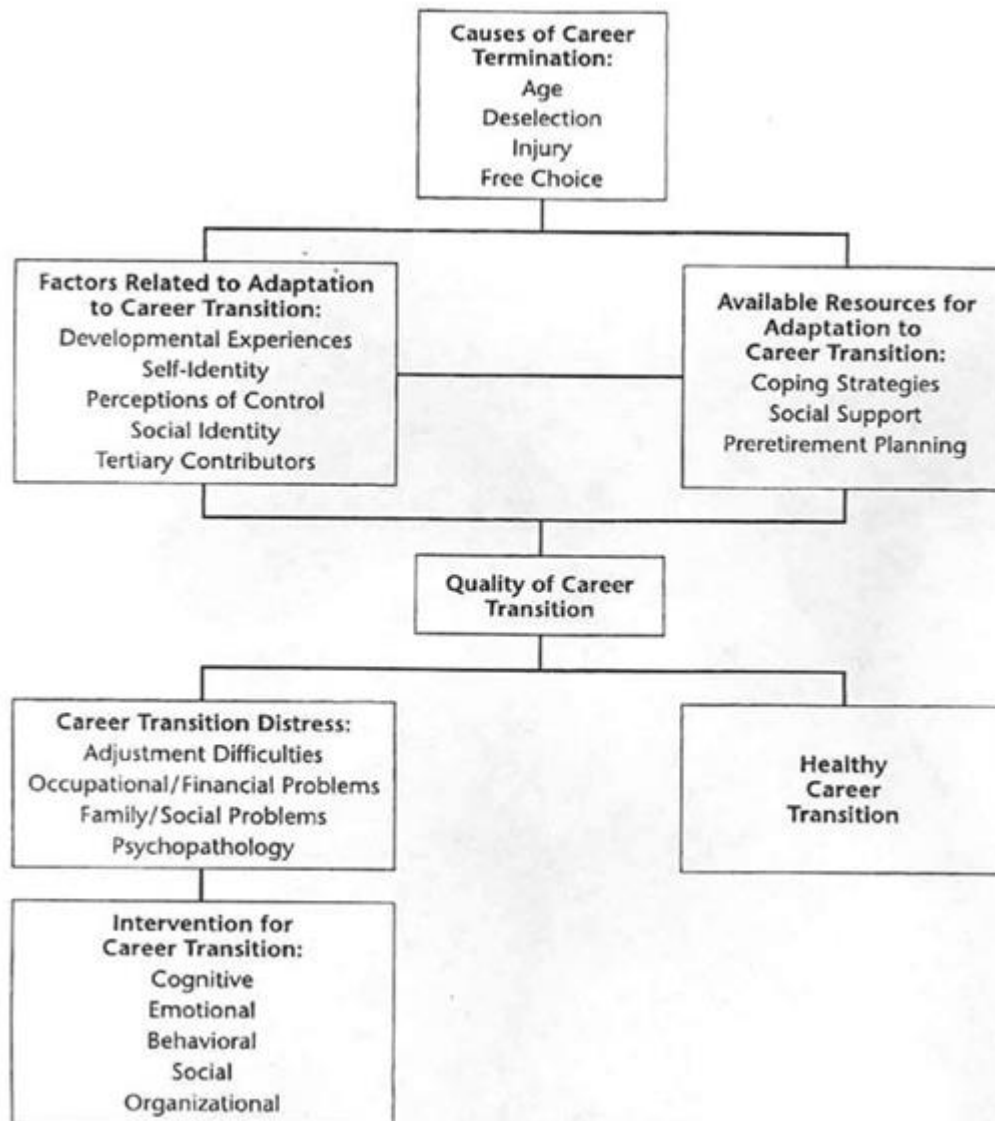 Causes of Career
Termination:
Age
Deselection
Injury
Free Choice
Factors Related to Adaptation
to Career Transition:
Developmental Experiences
Self-Identity
Perceptions of Control
Social Identity
Tertiary Contributors
Available Resources for
Adaptation to
Career Transition:
Coping Strategies
Social Support
Preretirement Planning
Quality of Career
Transition
Career Transition Distress:
Adjustment Difficulties
Occupational/Financial Problems
Family/Social Problems
Psychopathology
Healthy
Career
Transition
Intervention for
Career Transition:
Cognitive
Emotional
Behavioral
Social
Organizational